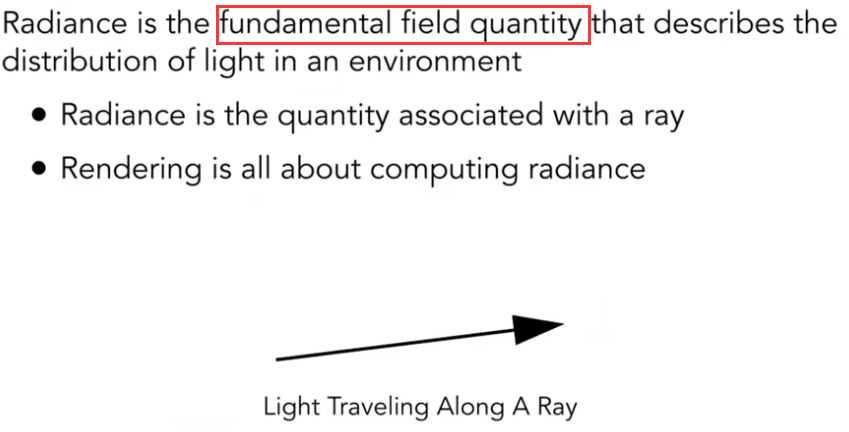 Radiance is the fundamental field quantity that describes the
distribution of light in an environment
• Radiance is the quantity associated with a ray
• Rendering is all about computing radiance
Light Traveling Along A Ray